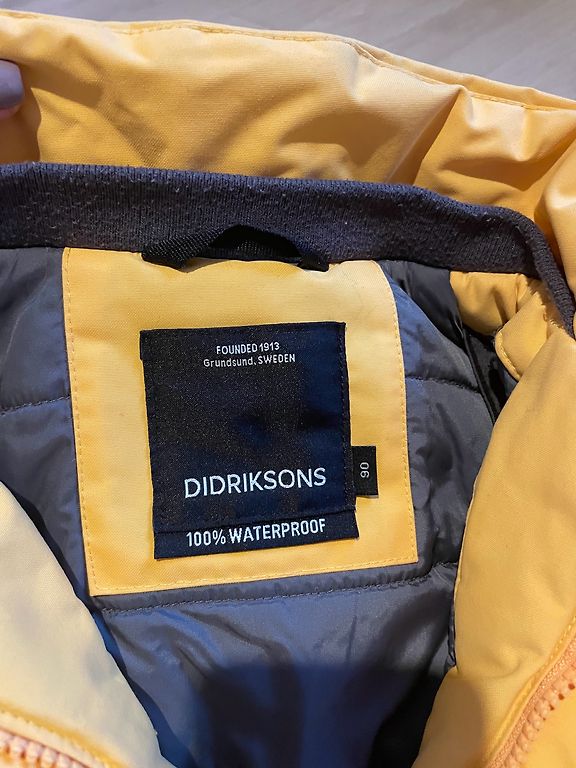 FOUNDED 1913
Grundsund, SWEDEN
DIDRIKSONS
90
100% WATERPROOF